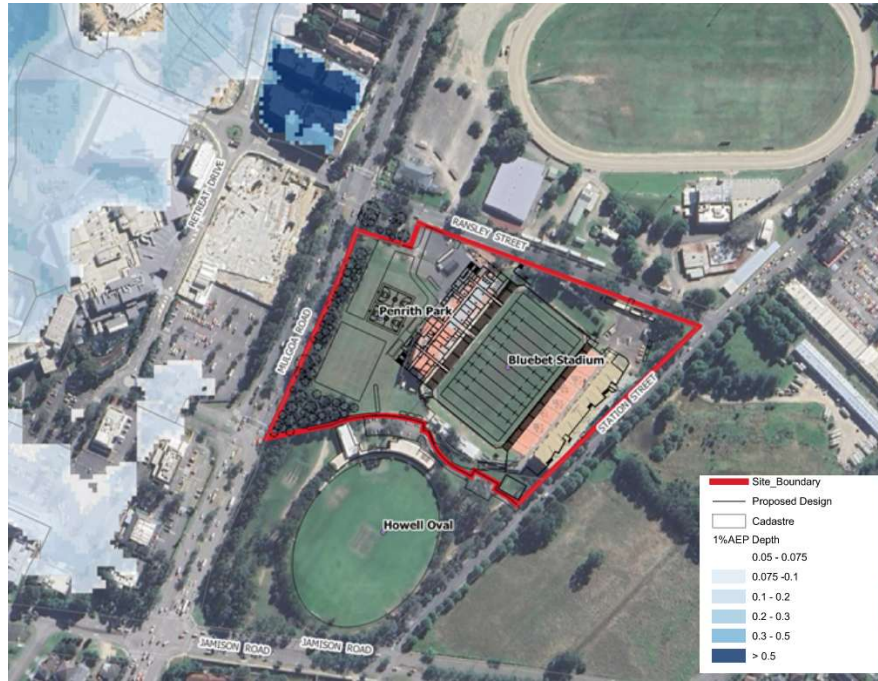 RETREAT DRIVE
RANSLEY STREET
Penrith Park
MULGOA ROAD
Bluebet Stadium
STATION STREET
Howell Oval
JAMISON ROAD
JAMISON ROAD
Site_Boundary
Proposed Design
Cadastre
1%AEP Depth
0.05 - 0.075
0.075 -0.1
0.1 - 0.2
0.2 - 0.3
0.3 - 0.5
> 0.5